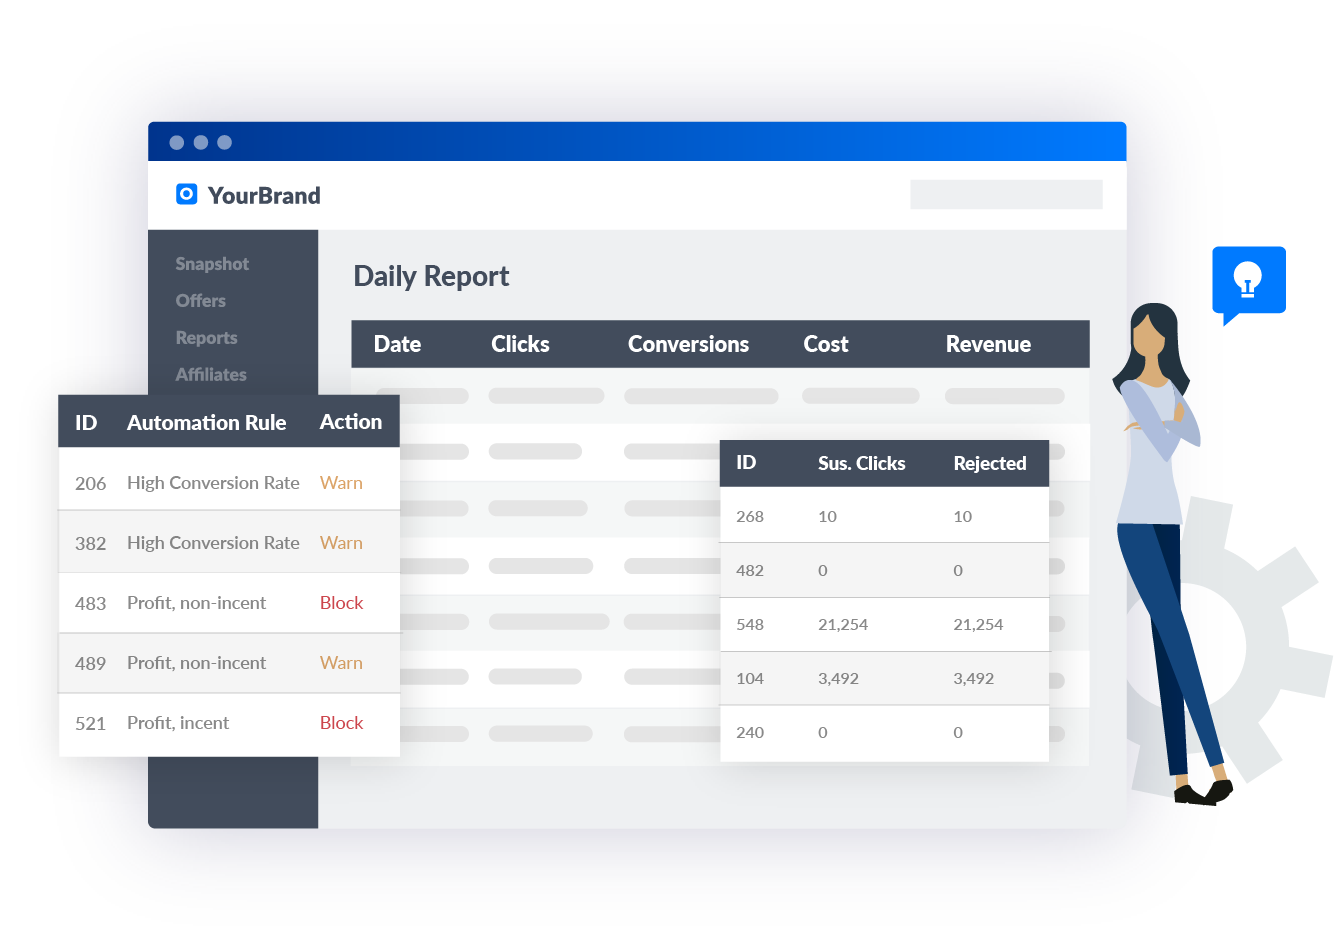 YourBrand
Snapshot
Offers
Reports
Affiliates
Daily Report
Date Clicks Conversions Cost Revenue
ID Automation Rule Action
206 High Conversion Rate Warn
382 High Conversion Rate Warn
483 Profit, non-incent Block
489 Profit, non-incent Warn
521 Profit, incent Block
ID Sus. Clicks Rejected
268 10 10
482 0 0
548 21,254 21,254
104 3,492 3,492
240 0 0